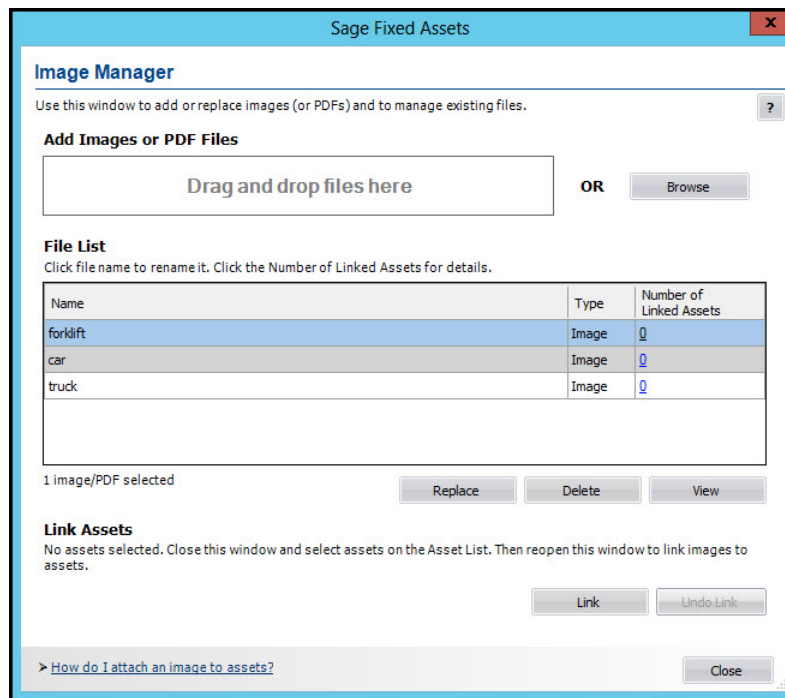 Sage Fixed Assets
x
Image Manager
Use this window to add or replace images (or PDFs) and to manage existing files.
?
Add Images or PDF Files
Drag and drop files here
OR
Browse
File List
Click file name to rename it. Click the Number of Linked Assets for details.
Name Type Number of
Linked Assets
forklift Image 0
car Image 0
truck Image 0
1 image/PDF selected
Replace Delete View
Link Assets
No assets selected. Close this window and select assets on the Asset List. Then reopen this window to link images to
assets.
Link Undo Link
➤ How do I attach an image to assets?
Close